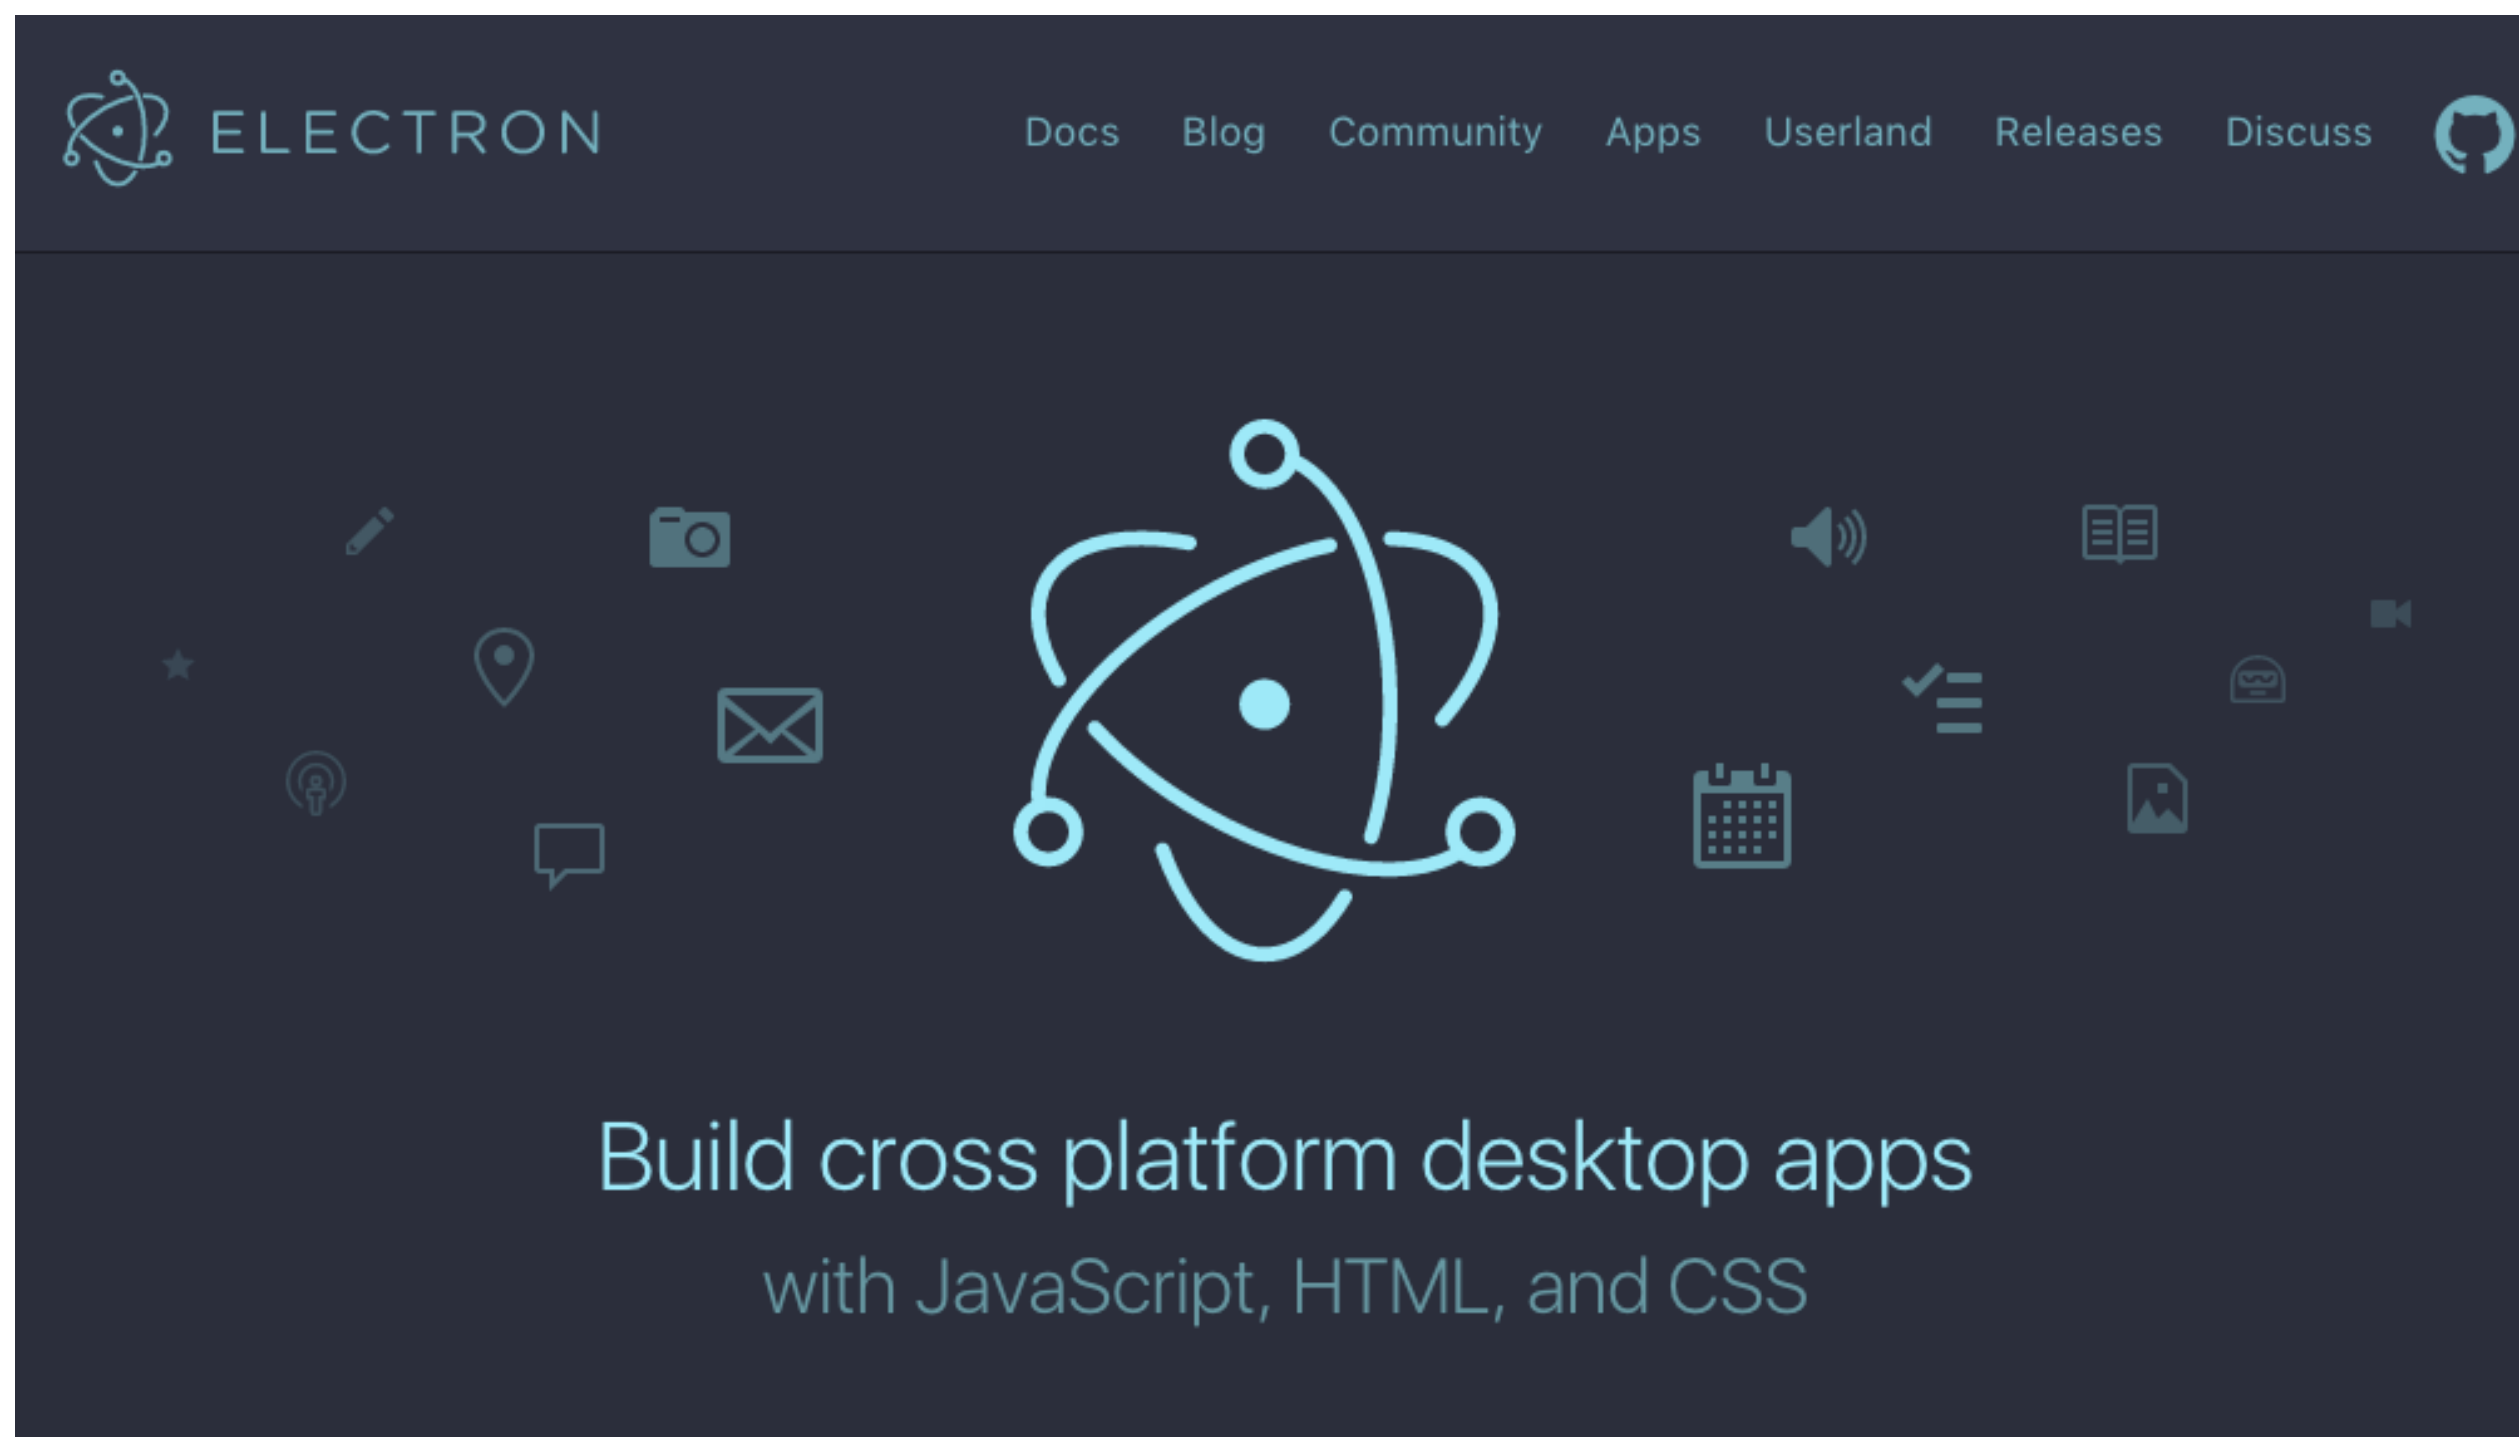 ELECTRON
Docs Blog Community Apps Userland Releases Discuss
Build cross platform desktop apps
with JavaScript, HTML, and CSS